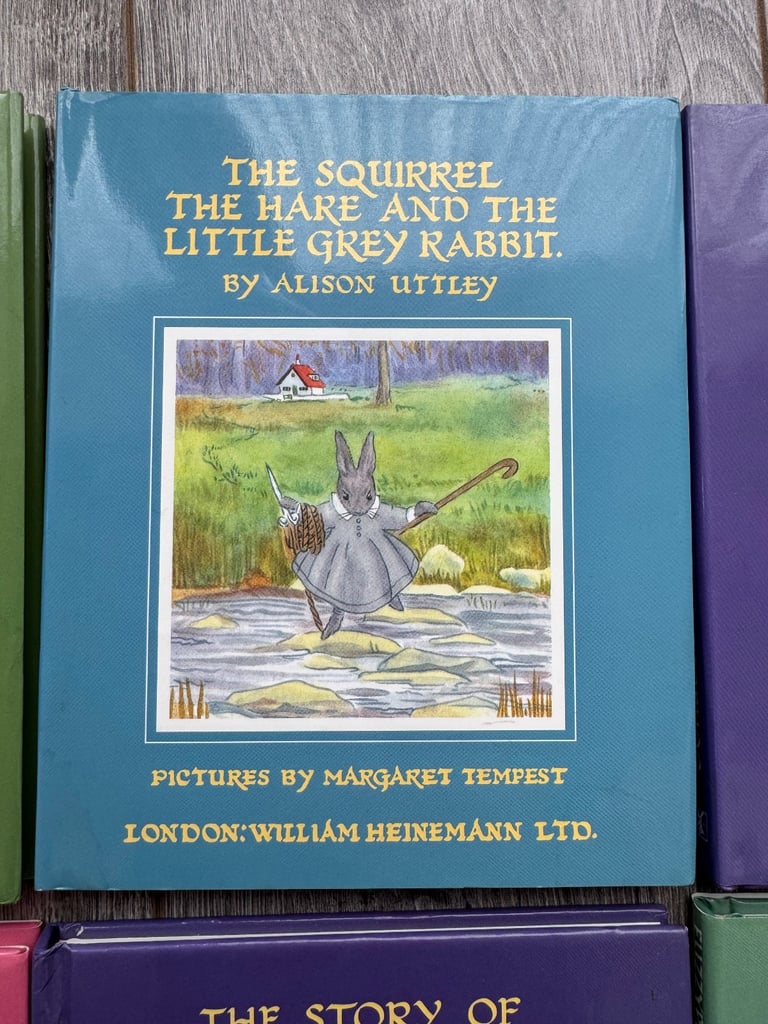 THE SQUIRREL
THE HARE AND THE
LITTLE GREY RABBIT.
BY ALISON UTTLEY
PICTURES BY MARGARET TEMPEST
LONDON: WILLIAM HEINEMANN LTD.
THE STORY OF